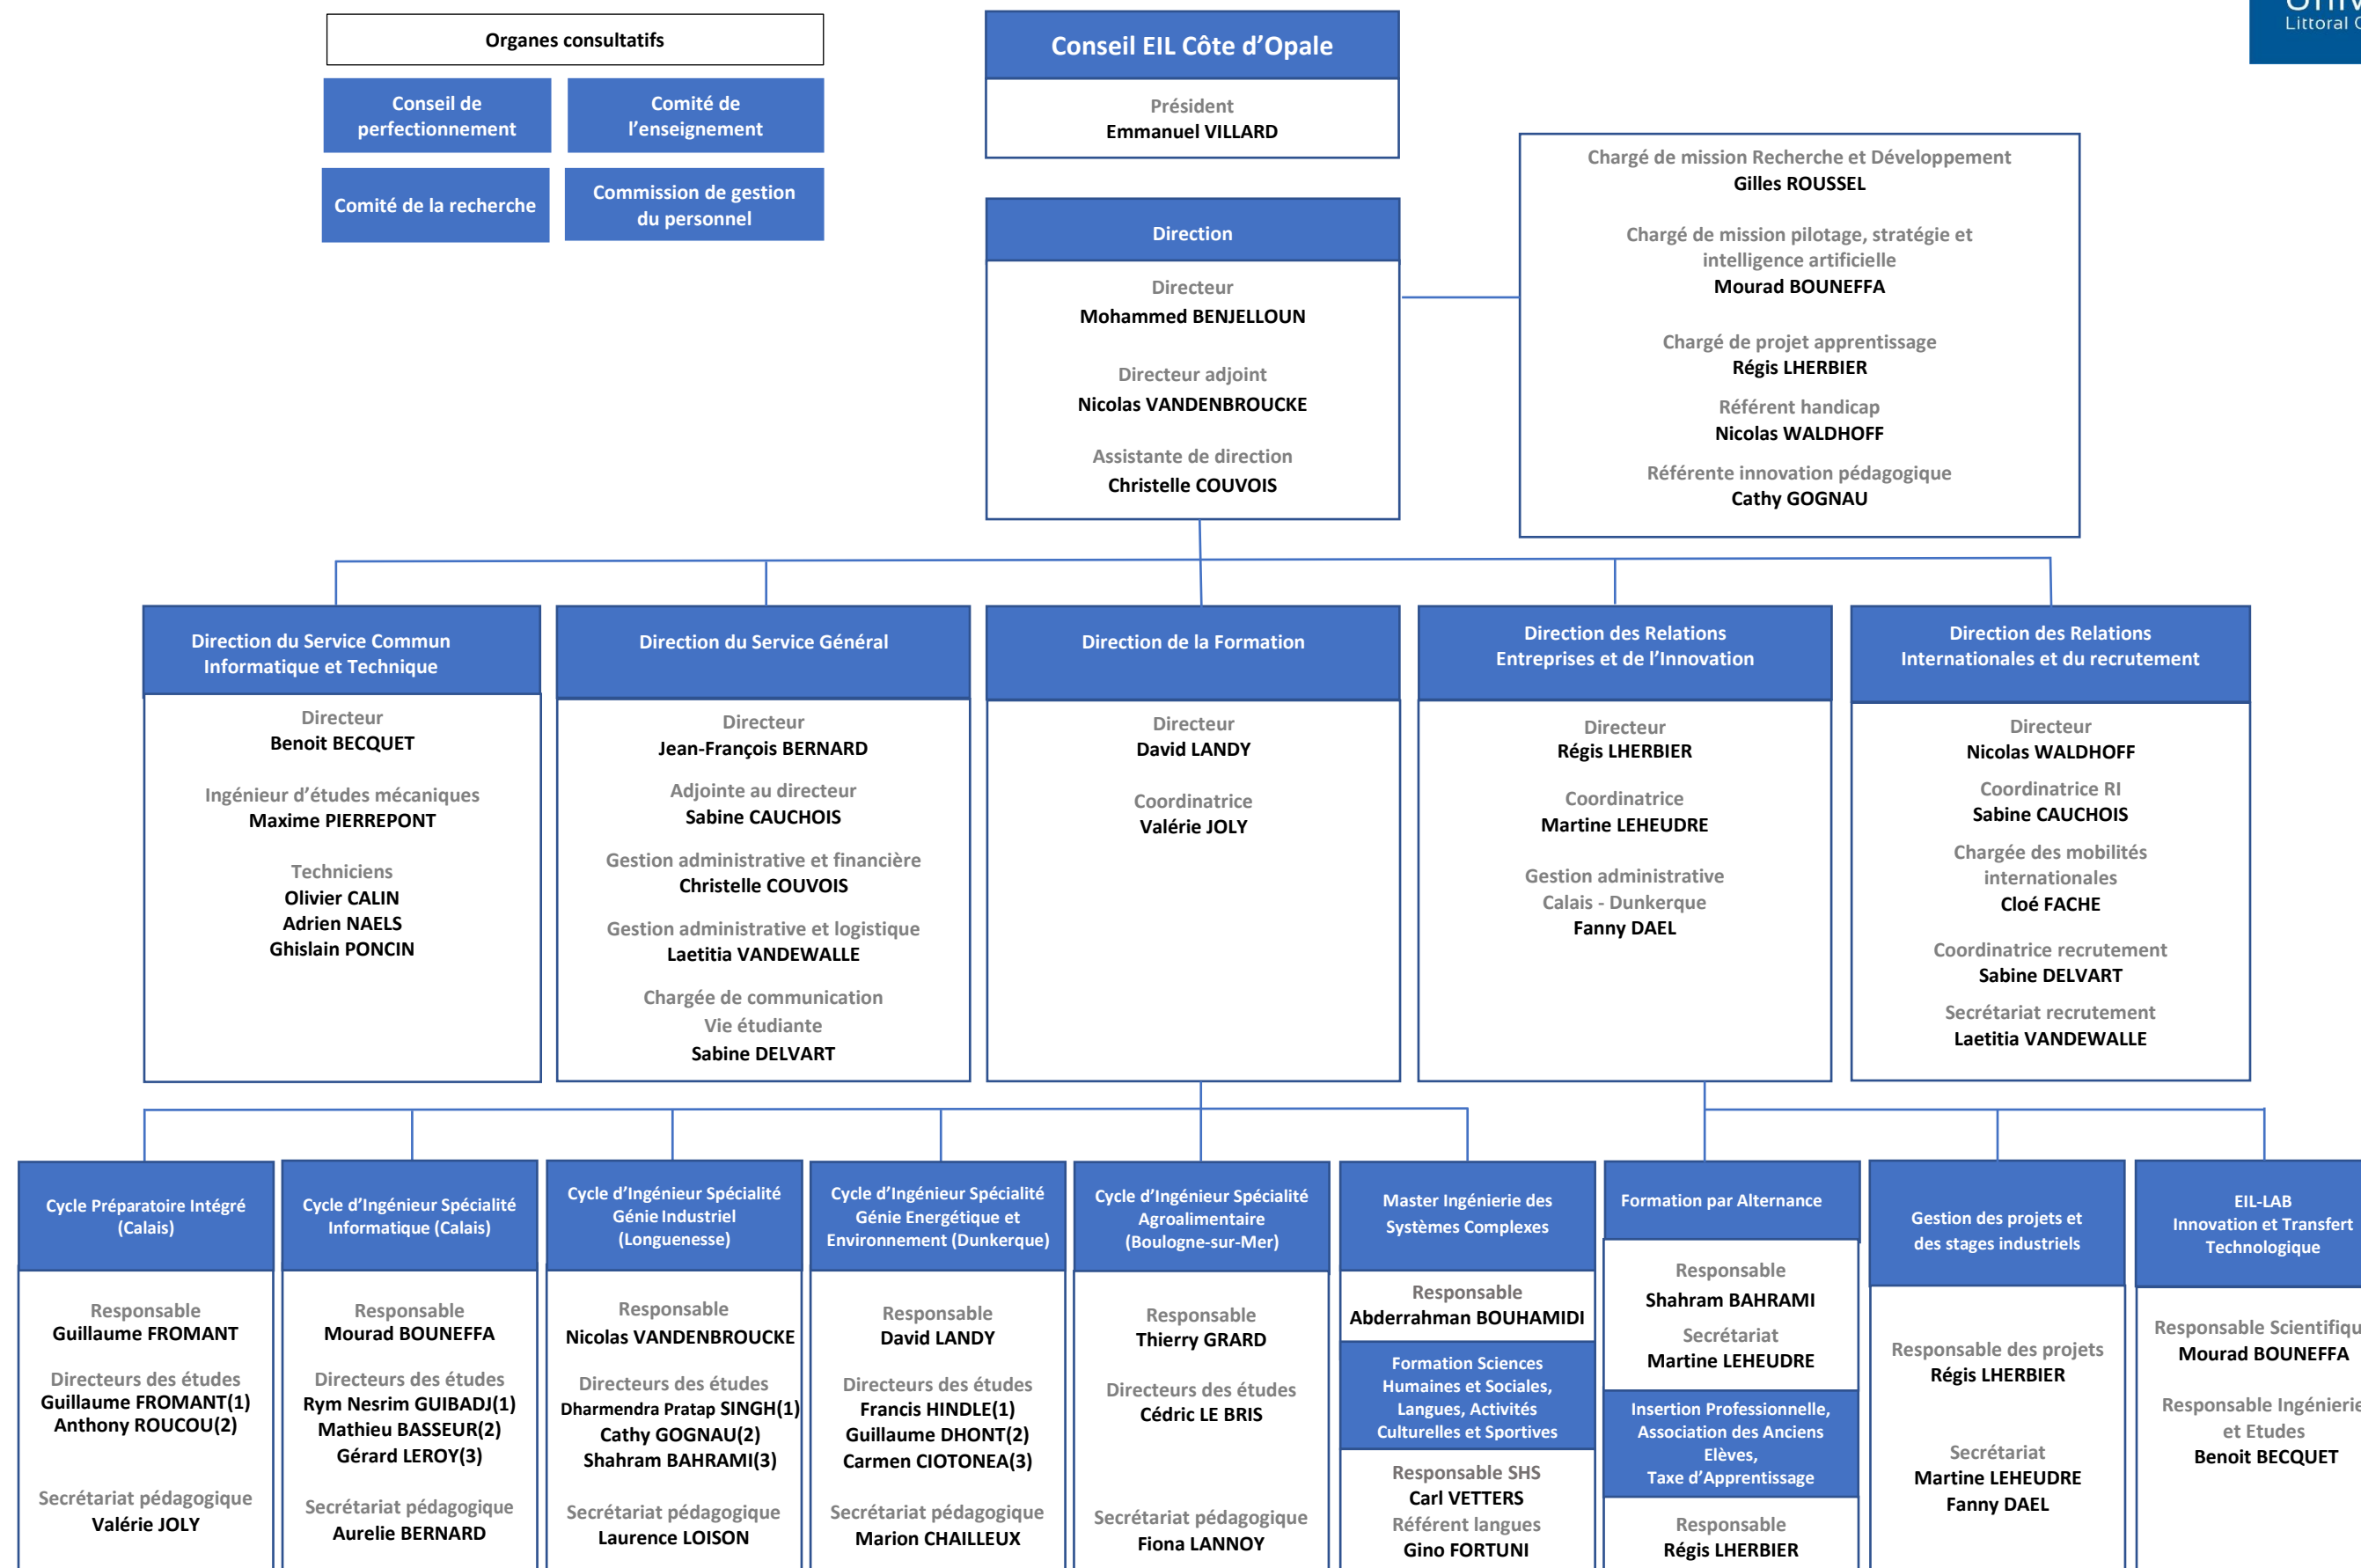 Littoral
Organes consultatifs
Conseil de
perfectionnement
Comité de
l’enseignement
Comité de la recherche
Commission de gestion
du personnel
Conseil EIL Côte d’Opale
Président
Emmanuel VILLARD
Direction
Directeur
Mohammed BENJELLOUN
Directeur adjoint
Nicolas VANDENBROUCKE
Assistante de direction
Christelle COUVOIS
Chargé de mission Recherche et Développement
Gilles ROUSSEL
Chargé de mission pilotage, stratégie et
intelligence artificielle
Mourad BOUNEFFA
Chargé de projet apprentissage
Régis LHERBIER
Référent handicap
Nicolas WALDHOFF
Référente innovation pédagogique
Cathy GOGNAU
Direction du Service Commun
Informatique et Technique
Directeur
Benoit BECQUET
Ingénieur d’études mécaniques
Maxime PIERREPONT
Techniciens
Olivier CALIN
Adrien NAELS
Ghislain PONCIN
Direction du Service Général
Directeur
Jean-François BERNARD
Adjointe au directeur
Sabine CAUCHOIS
Gestion administrative et financière
Christelle COUVOIS
Gestion administrative et logistique
Laetitia VANDEWALLE
Chargée de communication
Vie étudiante
Sabine DELVART
Direction de la Formation
Directeur
David LANDY
Coordinatrice
Valérie JOLY
Direction des Relations
Entreprises et de l’Innovation
Directeur
Régis LHERBIER
Coordinatrice
Martine LEHEUDRE
Gestion administrative
Calais - Dunkerque
Fanny DAEL
Direction des Relations
Internationales et du recrutement
Directeur
Nicolas WALDHOFF
Coordinatrice RI
Sabine CAUCHOIS
Chargée des mobilités
internationales
Cloé FACHE
Coordinatrice recrutement
Sabine DELVART
Secrétariat recrutement
Laetitia VANDEWALLE
Cycle Préparatoire Intégré
(Calais)
Responsable
Guillaume FROMANT
Directeurs des études
Guillaume FROMANT(1)
Anthony ROUCOU(2)
Secrétariat pédagogique
Valérie JOLY
Cycle d’Ingénieur Spécialité
Informatique (Calais)
Responsable
Mourad BOUNEFFA
Directeurs des études
Rym Nesrim GUIBADJ(1)
Mathieu BASSEUR(2)
Gérard LEROY(3)
Secrétariat pédagogique
Aurelie BERNARD
Cycle d’Ingénieur Spécialité
Génie Industriel
(Longuenesse)
Responsable
Nicolas VANDENBROUCKE
Directeurs des études
Dharmendra Pratap SINGH(1)
Cathy GOGNAU(2)
Shahram BAHRAMI(3)
Secrétariat pédagogique
Laurence LOISON
Cycle d’Ingénieur Spécialité
Génie Energétique et
Environnement (Dunkerque)
Responsable
David LANDY
Directeurs des études
Francis HINDLE(1)
Guillaume DHONT(2)
Carmen CIOTONEA(3)
Secrétariat pédagogique
Marion CHAILLEUX
Cycle d’Ingénieur Spécialité
Agroalimentaire
(Boulogne-sur-Mer)
Responsable
Thierry GRARD
Directeurs des études
Cédric LE BRIS
Secrétariat pédagogique
Fiona LANNOY
Master Ingénierie des
Systèmes Complexes
Responsable
Abderrahman BOUHAMIDI
Formation Sciences
Humaines et Sociales,
Langues, Activités
Culturelles et Sportives
Responsable SHS
Carl VETTERS
Référent langues
Gino FORTUNI
Formation par Alternance
Responsable
Shahram BAHRAMI
Secrétariat
Martine LEHEUDRE
Insertion Professionnelle,
Association des Anciens
Elèves,
Taxe d’Apprentissage
Responsable
Régis LHERBIER
Gestion des projets et
des stages industriels
Responsable des projets
Régis LHERBIER
Secrétariat
Martine LEHEUDRE
Fanny DAEL
EIL-LAB
Innovation et Transfert
Technologique
Responsable Scientifiqu
Mourad BOUNEFFA
Responsable Ingénierie
et Etudes
Benoit BECQUET